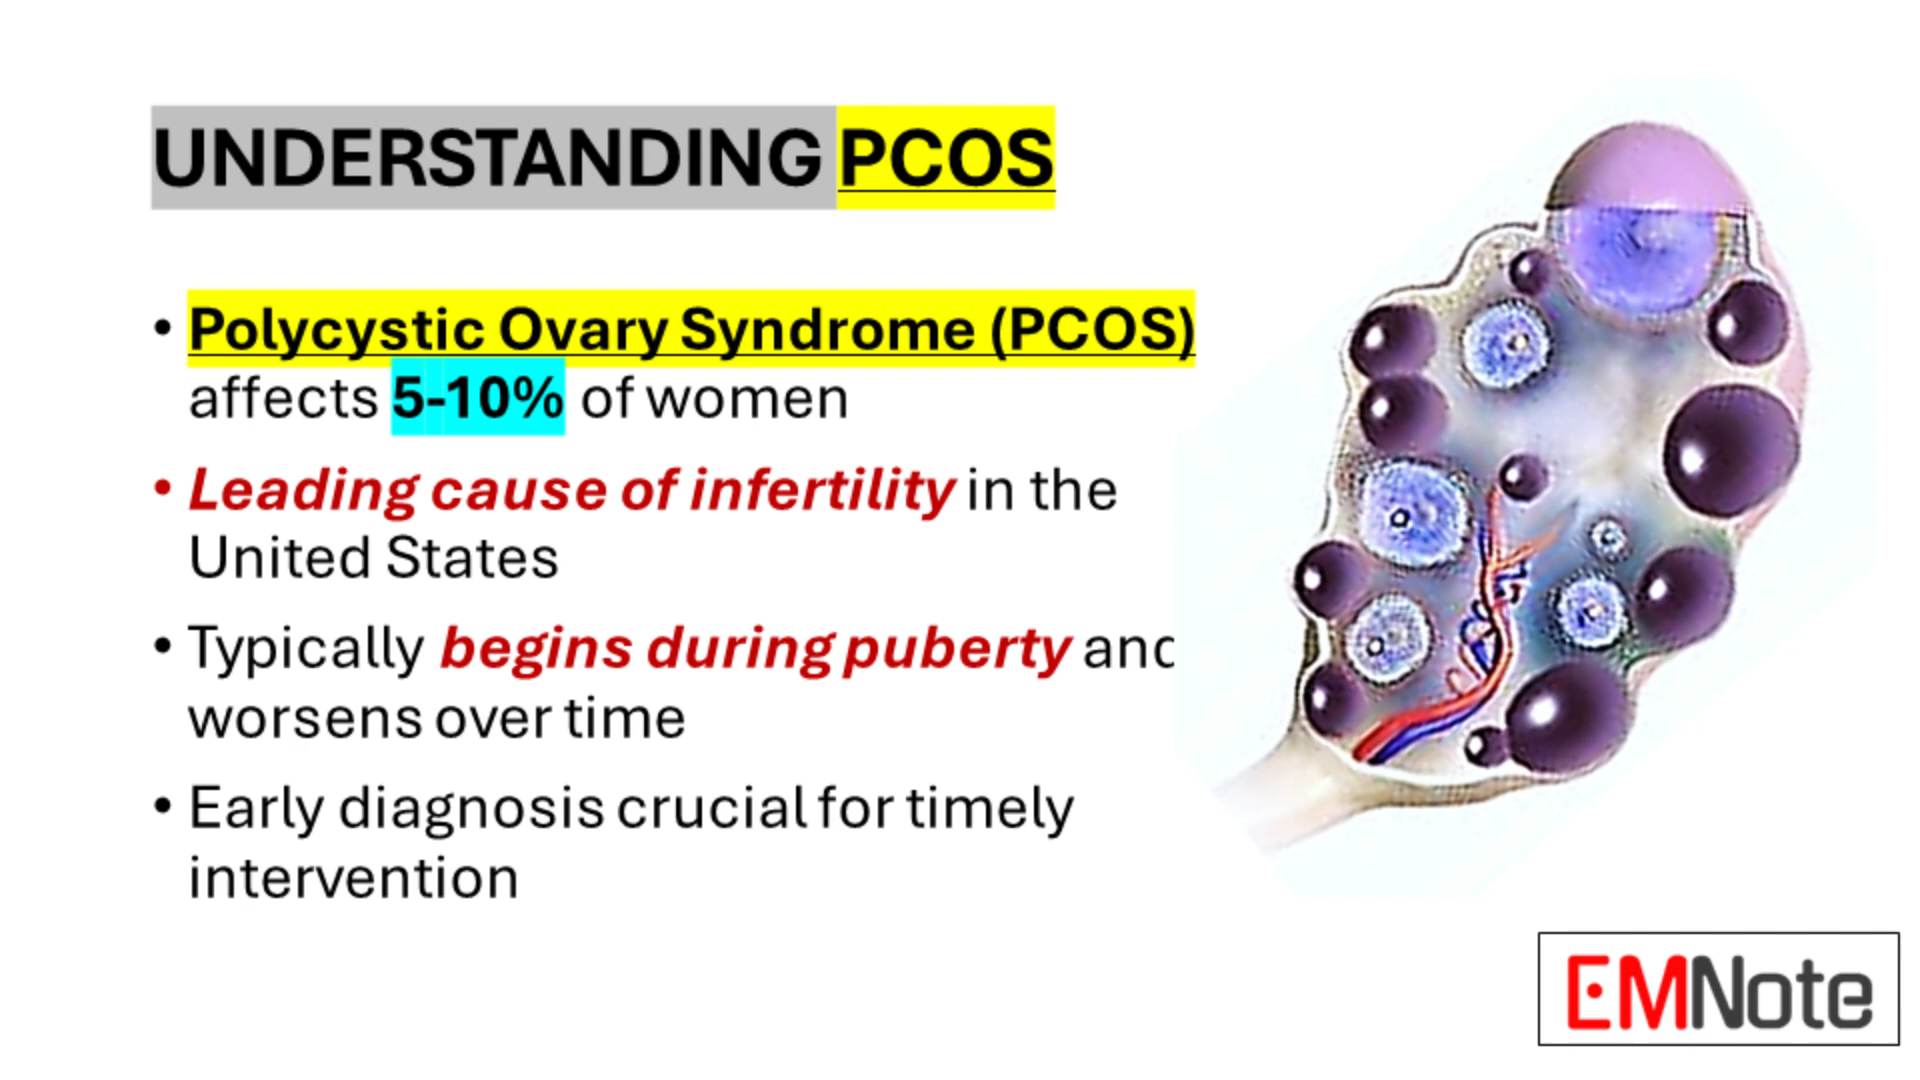 UNDERSTANDING PCOS
• Polycystic Ovary Syndrome (PCOS)
affects 5-10% of women
• Leading cause of infertility in the
United States
• Typically begins during puberty and
worsens over time
• Early diagnosis crucial for timely
intervention
EMNote